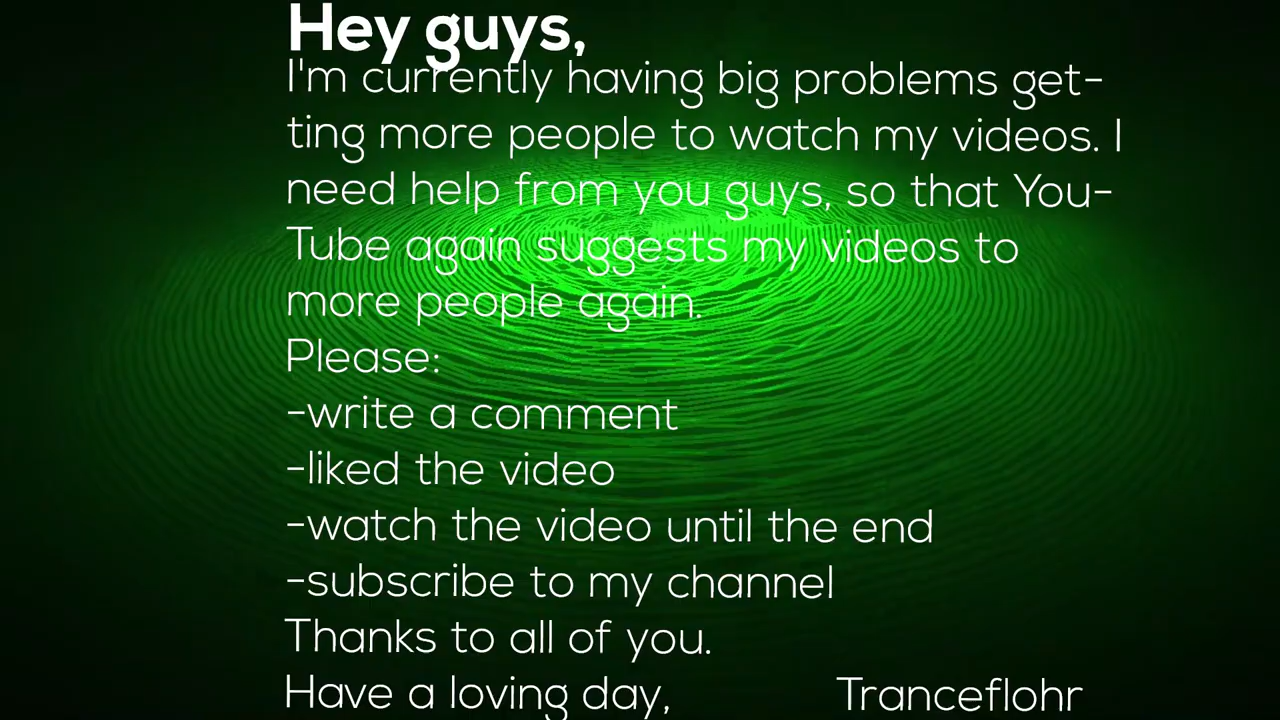 Hey guys,
I'm currently having big problems get-
ting more people to watch my videos. I
need help from you guys, so that You-
Tube again suggests my videos to
more people again.
Please:
-write a comment
-liked the video
-watch the video until the end
-subscribe to my channel
Thanks to all of you.
Have a loving day, Tranceflohr